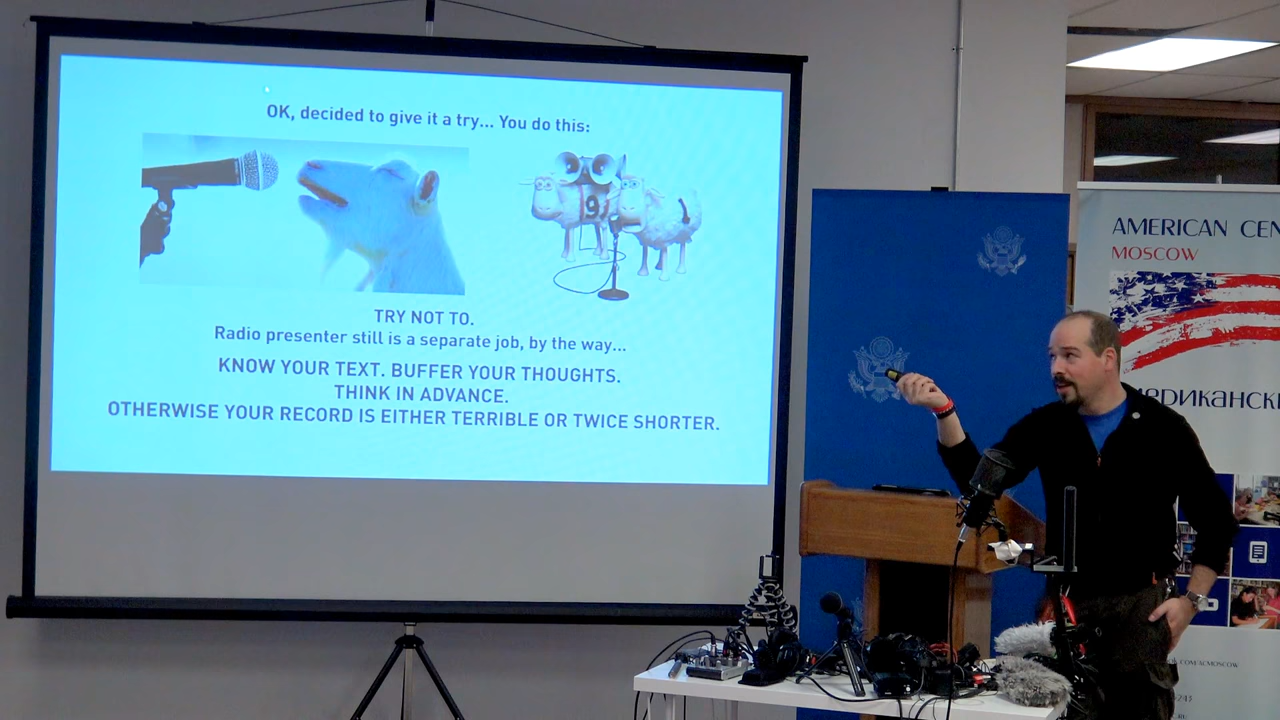 OK, decided to give it a try... You do this:
9
TRY NOT TO.
Radio presenter still is a separate job, by the way...
KNOW YOUR TEXT. BUFFER YOUR THOUGHTS.
THINK IN ADVANCE.
OTHERWISE YOUR RECORD IS EITHER TERRIBLE OR TWICE SHORTER.
AMERICAN CEN
MOSCOW
мериканск
.COM/ACMOSCOW